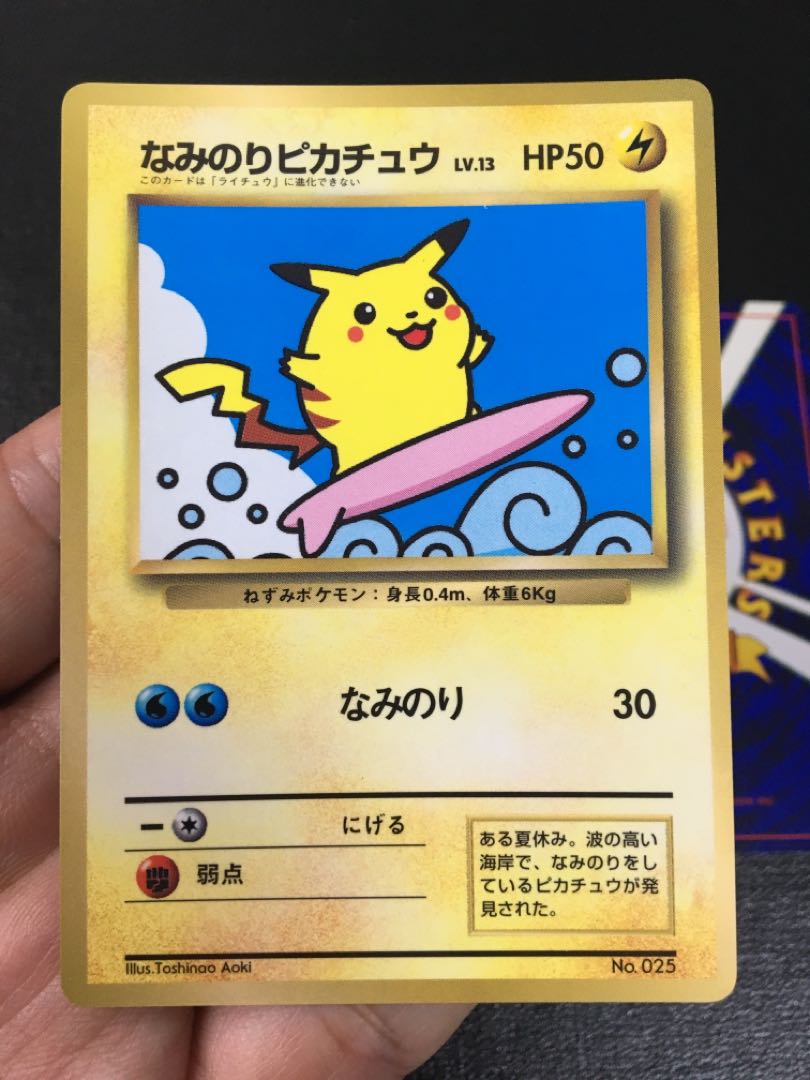 なみのりピカチュウ LV.13 HP50
このカードは「ライチュウ」に進化できない
ねずみポケモン：身長0.4m、体重6Kg
なみのり 30
にげる
弱点
ある夏休み。波の高い
海岸で、なみのりをし
ているピカチュウが発
見された。
Illus.Toshinao Aoki No. 025
STERS